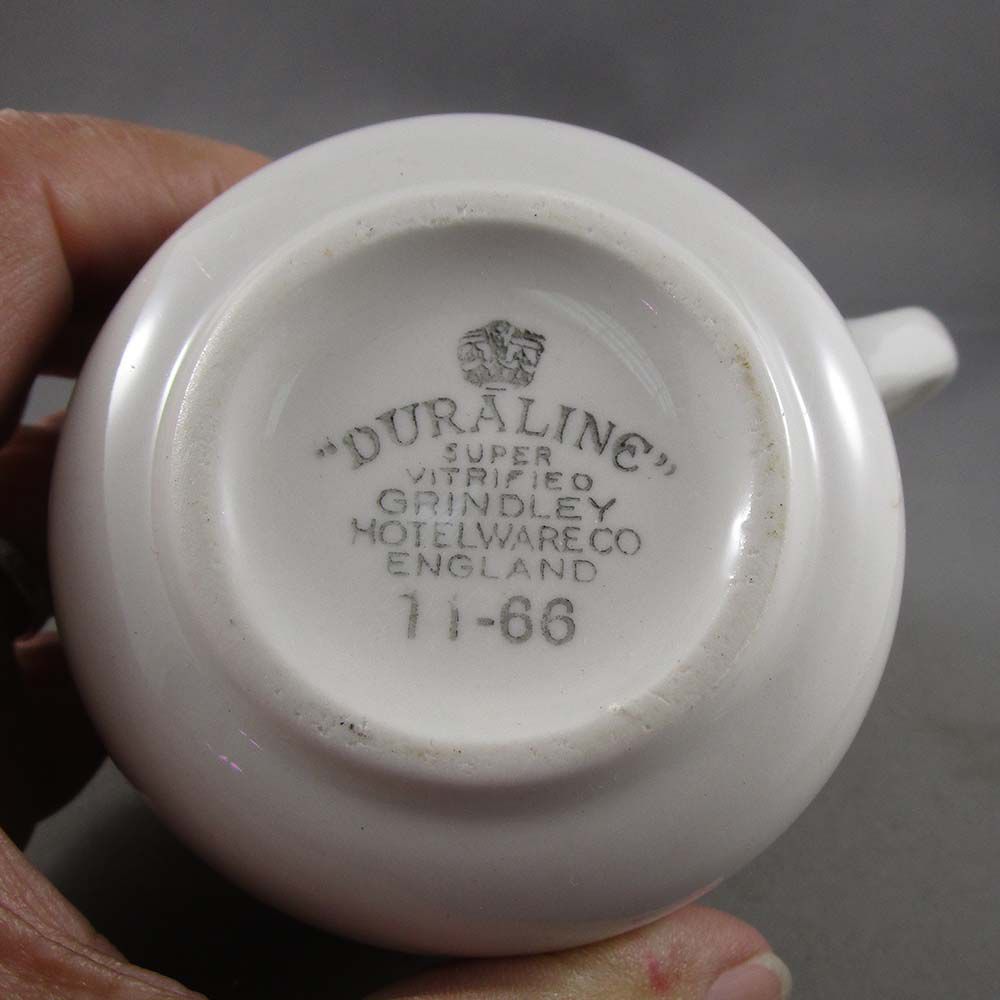 "DURALINE"
SUPER
VITRIFIED
GRINDLEY
HOTELWARE CO
ENGLAND
11-66